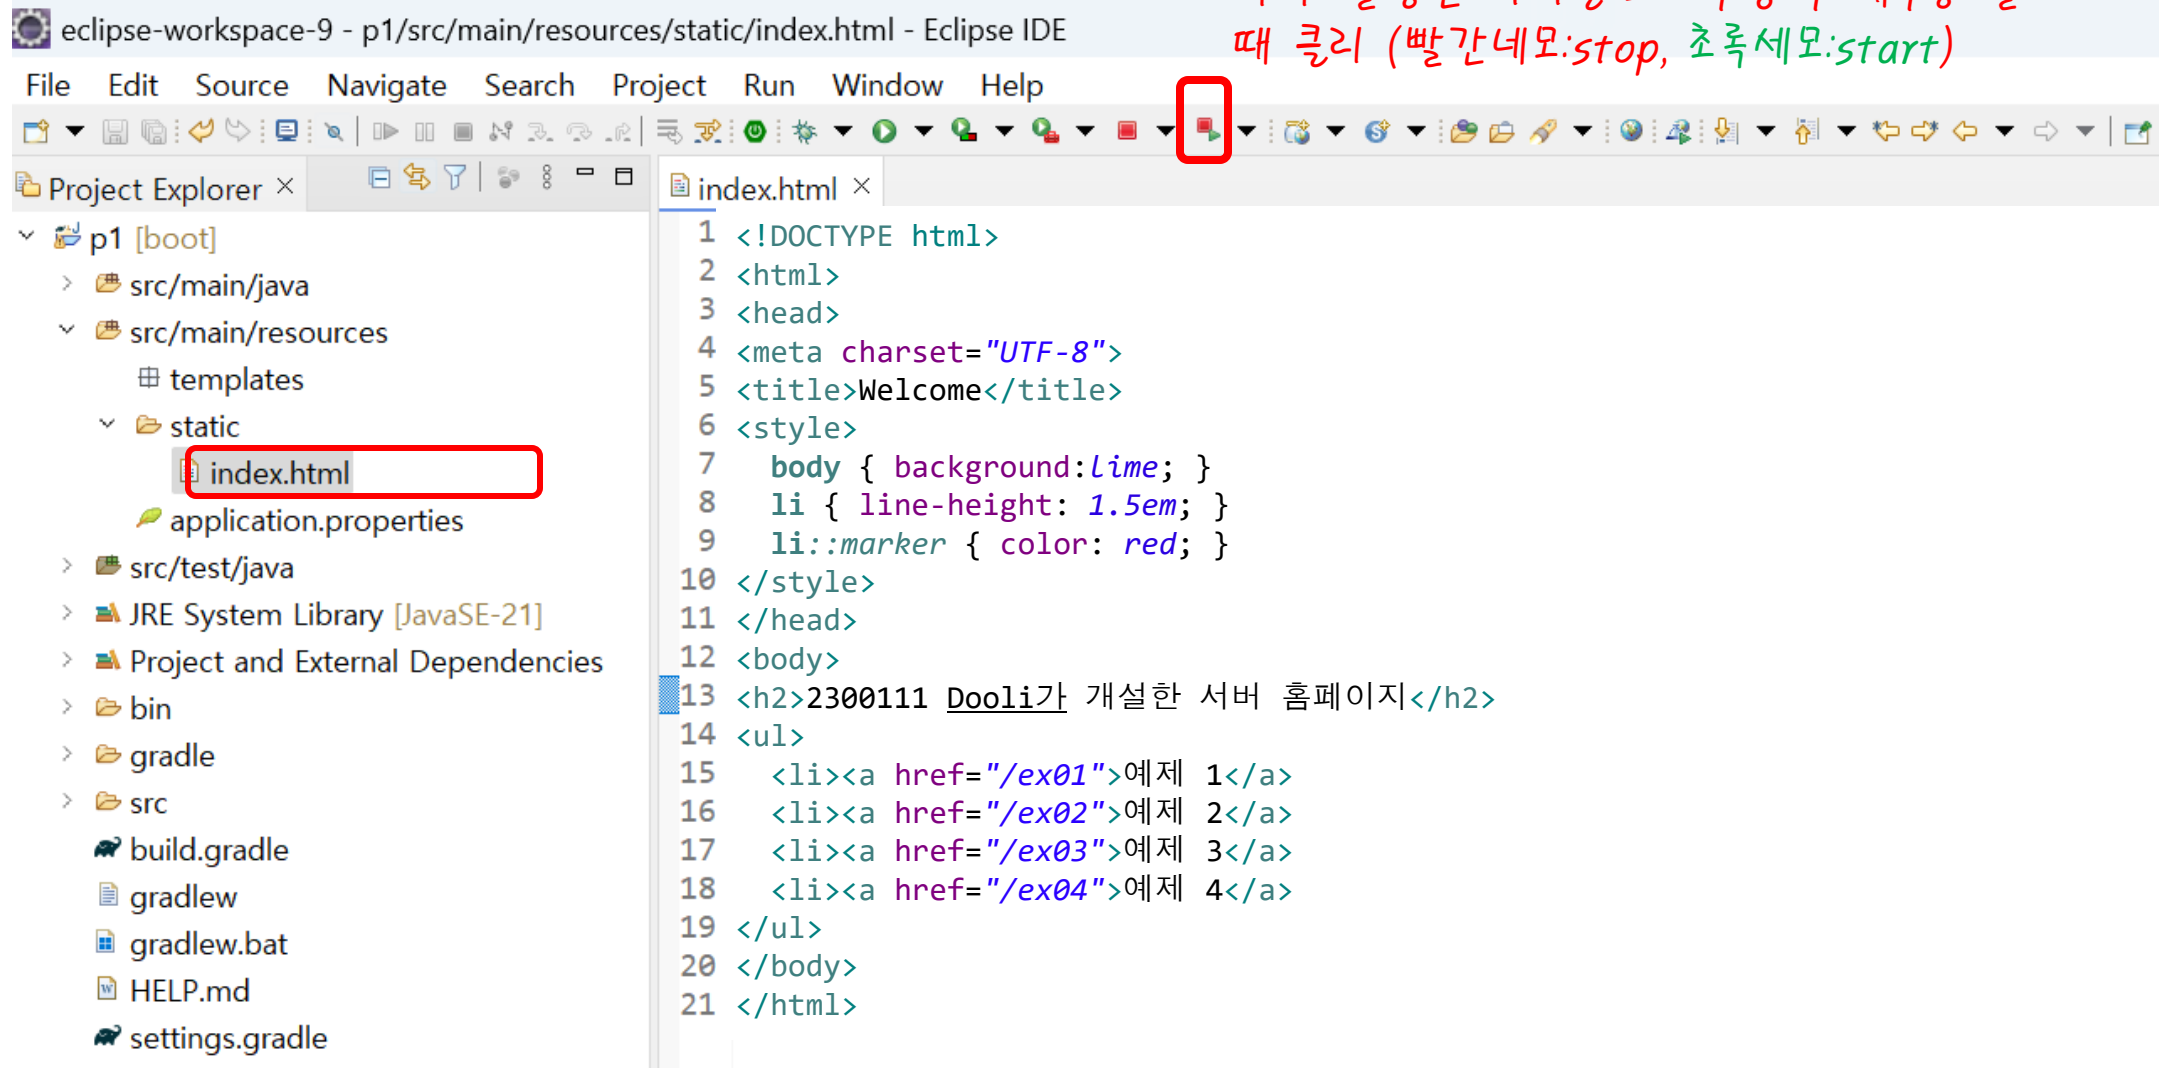 eclipse-workspace-9 - p1/src/main/resources/static/index.html - Eclipse IDE
때 클리 (빨간네모:stop, 초록세모:start)
File Edit Source Navigate Search Project Run Window Help
Project Explorer
index.html
p1 [boot]
src/main/java
src/main/resources
templates
static
index.html
application.properties
src/test/java
JRE System Library [JavaSE-21]
Project and External Dependencies
bin
gradle
src
build.gradle
gradlew
gradlew.bat
HELP.md
settings.gradle
1 <!DOCTYPE html>
2 <html>
3 <head>
4 <meta charset="UTF-8">
5 <title>Welcome</title>
6 <style>
7 body { background:lime; }
8 li { line-height: 1.5em; }
9 li::marker { color: red; }
10 </style>
11 </head>
12 <body>
13 <h2>2300111 Dooli가 개설한 서버 홈페이지</h2>
14 <ul>
15 <li><a href="/ex01">예제 1</a>
16 <li><a href="/ex02">예제 2</a>
17 <li><a href="/ex03">예제 3</a>
18 <li><a href="/ex04">예제 4</a>
19 </ul>
20 </body>
21 </html>